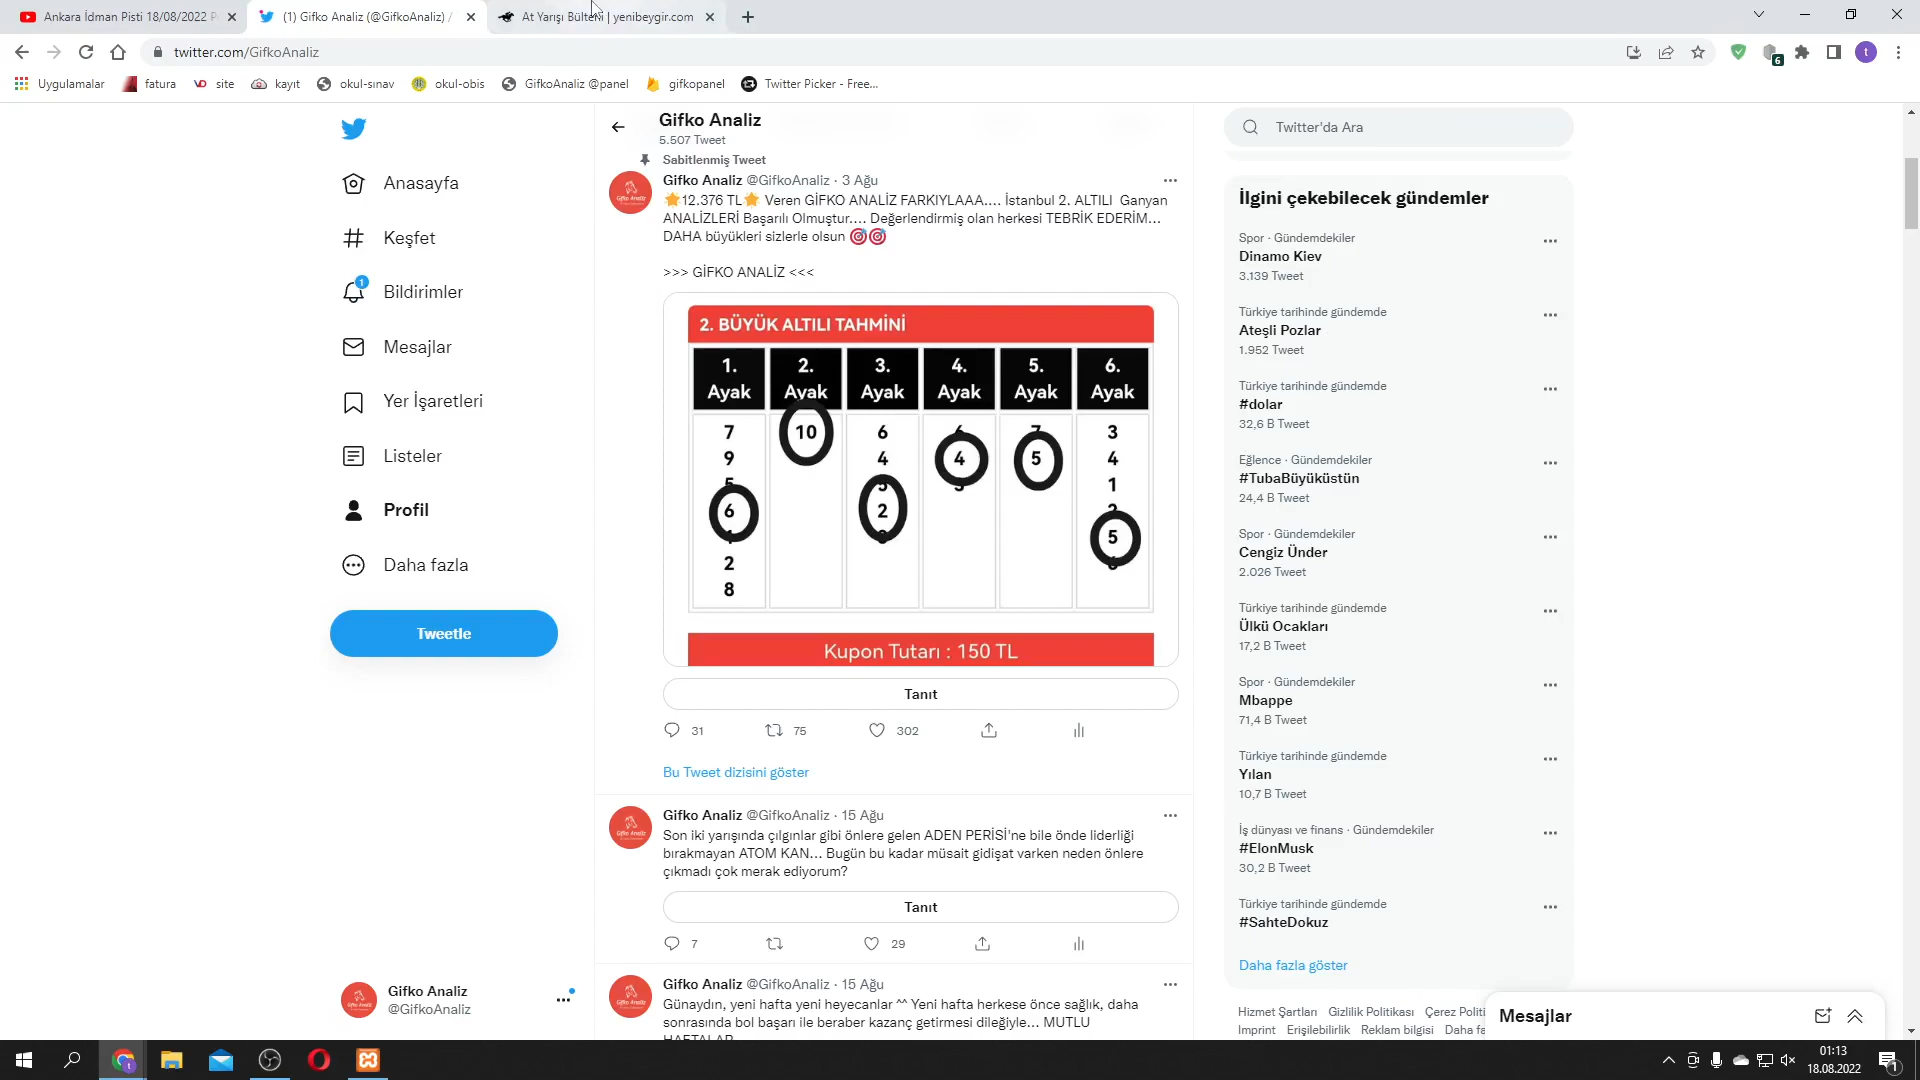 Ankara İdman Pisti 18/08/2022 P
(1) Gifko Analiz (@GifkoAnaliz) /
At Yarışı Bülteni | yenibeygir.com
twitter.com/GifkoAnaliz
6
t
Uygulamalar
fatura
VD site
kayıt
okul-sınav
okul-obis
GifkoAnaliz @panel
gifkopanel
Twitter Picker - Free...
Anasayfa
Keşfet
1
Bildirimler
Mesajlar
Yer İşaretleri
Listeler
Profil
Daha fazla
Tweetle
Gifko Analiz
@GifkoAnaliz
Gifko Analiz
5.507 Tweet
Sabitlenmiş Tweet
Gifko Analiz @GifkoAnaliz · 3 Ağu
🌟12.376 TL🌟 Veren GİFKO ANALİZ FARKIYLAAA.... İstanbul 2. ALTILI Ganyan
ANALİZLERİ Başarılı Olmuştur.... Değerlendirmiş olan herkesi TEBRİK EDERİM...
DAHA büyükleri sizlerle olsun 🎯🎯
>>> GİFKO ANALİZ <<<
2. BÜYÜK ALTILI TAHMİNİ
1. 2. 3. 4. 5. 6.
Ayak Ayak Ayak Ayak Ayak Ayak
7 10 6 3
9 4 4 5 4
1
6 2
5
2
8
Kupon Tutarı : 150 TL
Tanıt
31 75 302
Bu Tweet dizisini göster
Gifko Analiz @GifkoAnaliz · 15 Ağu
Son iki yarışında çılgınlar gibi önlere gelen ADEN PERİSİ'ne bile önde liderliği
bırakmayan ATOM KAN... Bugün bu kadar müsait gidişat varken neden önlere
çıkmadı çok merak ediyorum?
Tanıt
7 29
Gifko Analiz @GifkoAnaliz · 15 Ağu
Günaydın, yeni hafta yeni heyecanlar ^^ Yeni hafta herkese önce sağlık, daha
sonrasında bol başarı ile beraber kazanç getirmesi dileğiyle... MUTLU
HAFTALAR
Twitter'da Ara
İlgini çekebilecek gündemler
Spor · Gündemdekiler
Dinamo Kiev
3.139 Tweet
Türkiye tarihinde gündemde
Ateşli Pozlar
1.952 Tweet
Türkiye tarihinde gündemde
#dolar
32,6 B Tweet
Eğlence · Gündemdekiler
#TubaBüyüküstün
24,4 B Tweet
Spor · Gündemdekiler
Cengiz Ünder
2.026 Tweet
Türkiye tarihinde gündemde
Ülkü Ocakları
17,2 B Tweet
Spor · Gündemdekiler
Mbappe
71,4 B Tweet
Türkiye tarihinde gündemde
Yılan
10,7 B Tweet
İş dünyası ve finans · Gündemdekiler
#ElonMusk
30,2 B Tweet
Türkiye tarihinde gündemde
#SahteDokuz
Daha fazla göster
Hizmet Şartları Gizlilik Politikası Çerez Politi
Imprint Erişilebilirlik Reklam bilgisi Daha fa
Mesajlar
01:13
18.08.2022
1